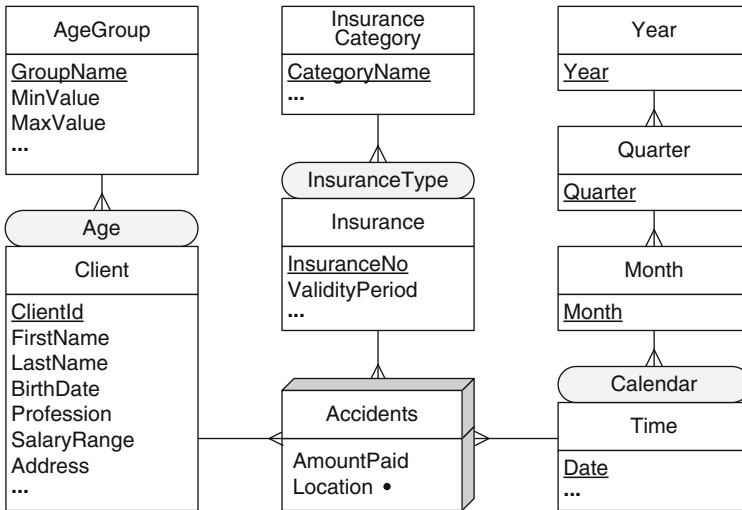 AgeGroup
GroupName
MinValue
MaxValue
...
Age
Client
ClientId
FirstName
LastName
BirthDate
Profession
SalaryRange
Address
...
Insurance
Category
CategoryName
...
InsuranceType
Insurance
InsuranceNo
ValidityPeriod
...
Accidents
AmountPaid
Location •
Year
Year
Quarter
Quarter
Month
Month
Calendar
Time
Date
...